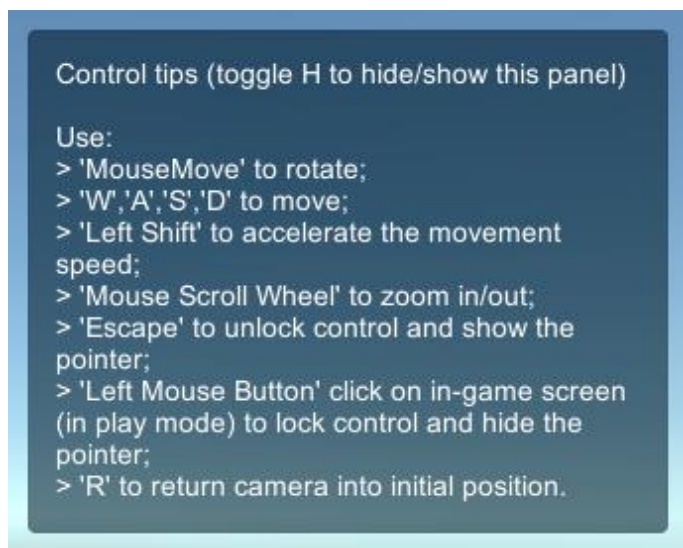 Control tips (toggle H to hide/show this panel)
Use:
> 'MouseMove' to rotate;
> 'W','A','S','D' to move;
> 'Left Shift' to accelerate the movement
speed;
> 'Mouse Scroll Wheel' to zoom in/out;
> 'Escape' to unlock control and show the
pointer;
> 'Left Mouse Button' click on in-game screen
(in play mode) to lock control and hide the
pointer;
> 'R' to return camera into initial position.